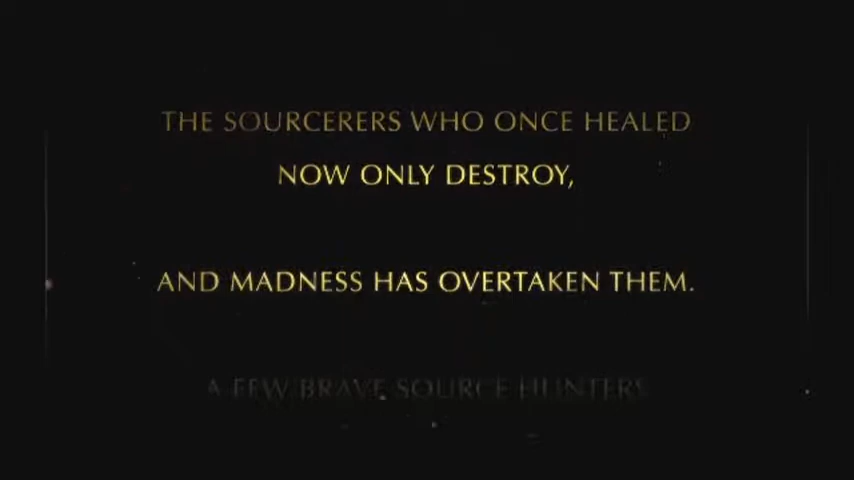 THE SOURCERERS WHO ONCE HEALED
NOW ONLY DESTROY,
AND MADNESS HAS OVERTAKEN THEM.
A FEW BRAVE SOURCE HUNTERS